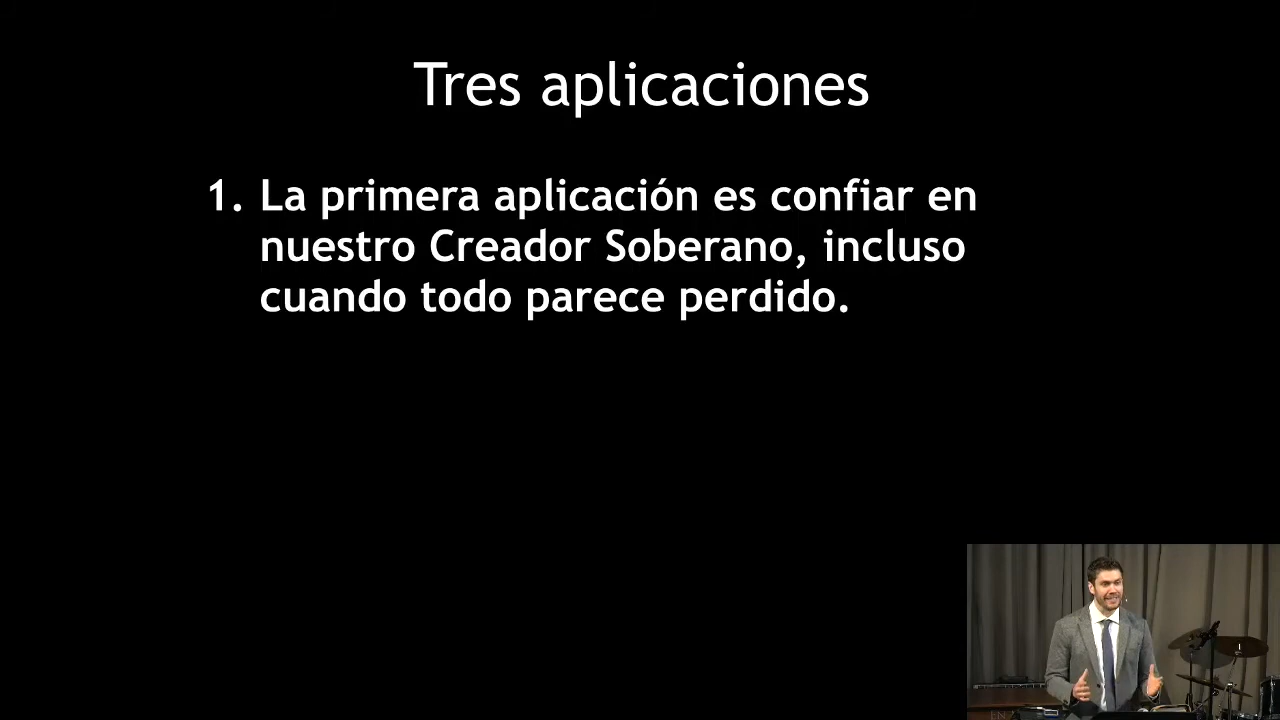 Tres aplicaciones
1. La primera aplicación es confiar en
nuestro Creador Soberano, incluso
cuando todo parece perdido.